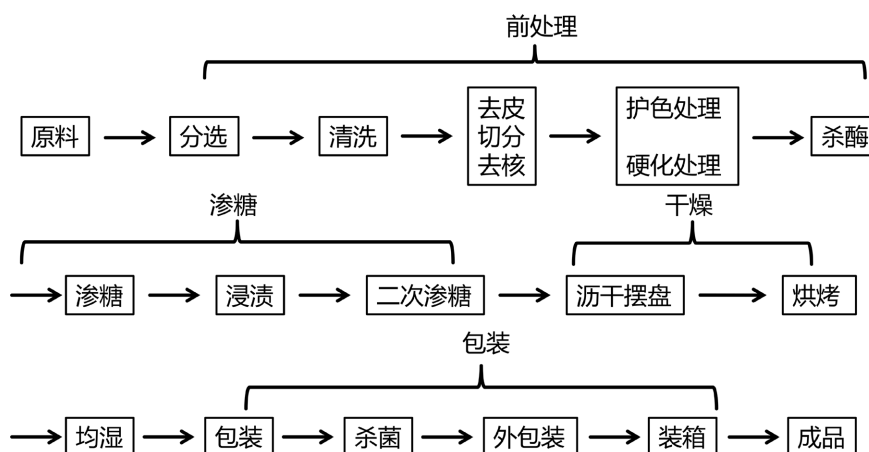 前处理
原料
分选
清洗
去皮
切分
去核
护色处理
硬化处理
杀酶
渗糖
干燥
渗糖
浸渍
二次渗糖
沥干摆盘
烘烤
包装
均湿
包装
杀菌
外包装
装箱
成品